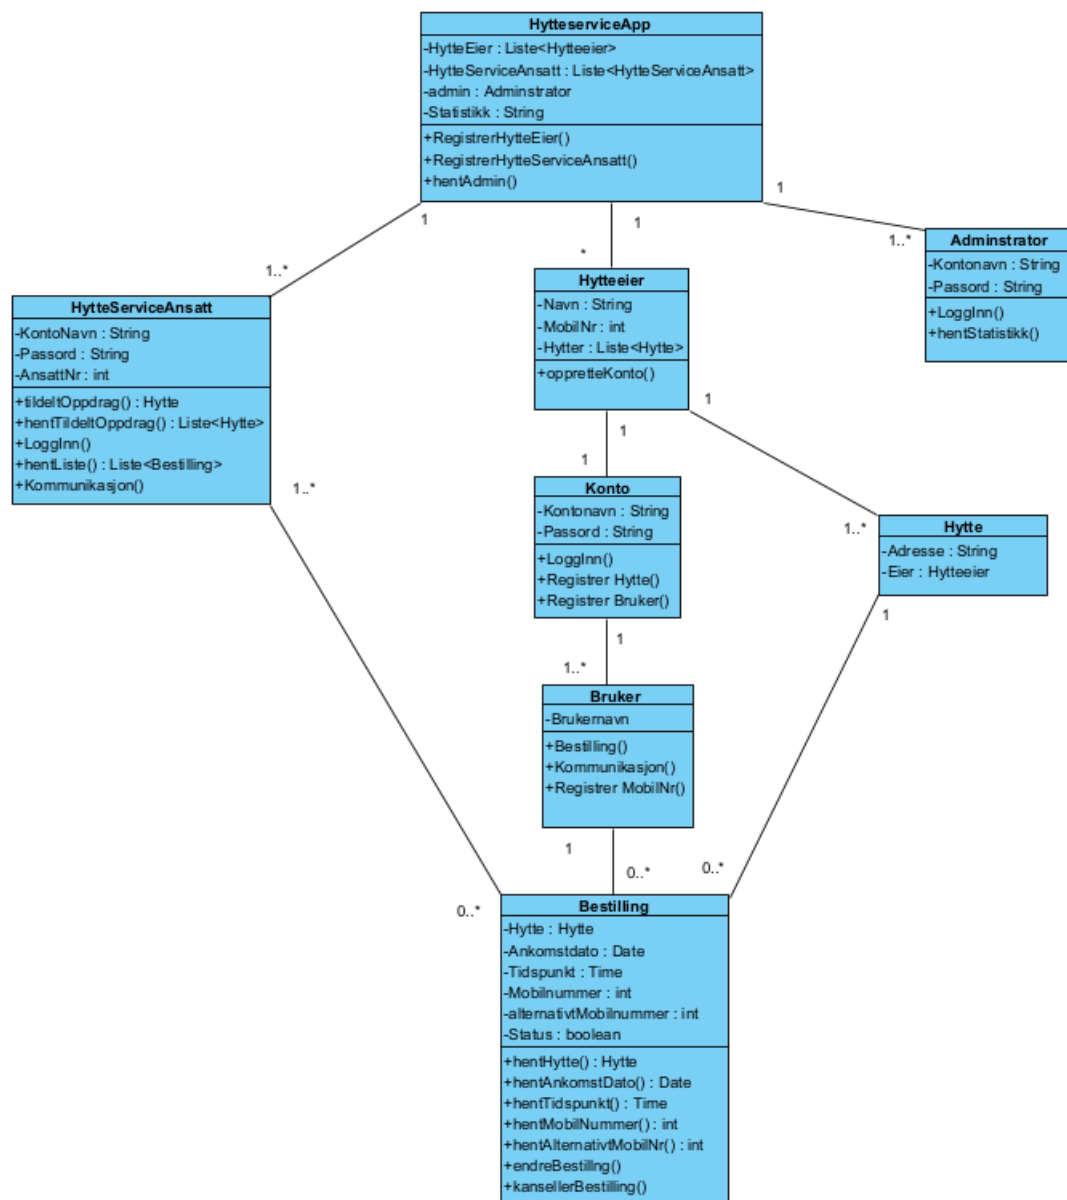 HytteserviceApp
-HytteEier : Liste<Hytteeier>
-HytteServiceAnsatt : Liste<HytteServiceAnsatt>
-admin : Adminstrator
-Statistikk : String
+RegistrerHytteEier()
+RegistrerHytteServiceAnsatt()
+hentAdmin()
1
1
1
1..*
*
1..*
Adminstrator
-Kontonavn : String
-Passord : String
+LoggInn()
+hentStatistikk()
HytteServiceAnsatt
-KontoNavn : String
-Passord : String
-AnsattNr : int
+tildeltOppdrag() : Hytte
+hentTildeltOppdrag() : Liste<Hytte>
+LoggInn()
+hentListe() : Liste<Bestilling>
+Kommunikasjon()
Hytteeier
-Navn : String
-MobilNr : int
-Hytter : Liste<Hytte>
+oppretteKonto()
1
1
1
1..*
1..*
Konto
-Kontonavn : String
-Passord : String
+LoggInn()
+Registrer Hytte()
+Registrer Bruker()
Hytte
-Adresse : String
-Eier : Hytteeier
1
1
1..*
Bruker
-Brukernavn
+Bestilling()
+Kommunikasjon()
+Registrer MobilNr()
1
0..*
0..*
0..*
Bestilling
-Hytte : Hytte
-Ankomstdato : Date
-Tidspunkt : Time
-Mobilnummer : int
-alternativtMobilnummer : int
-Status : boolean
+hentHytte() : Hytte
+hentAnkomstDato() : Date
+hentTidspunkt() : Time
+hentMobilNummer() : int
+hentAlternativtMobilNr() : int
+endreBestillng()
+kansellerBestilling()